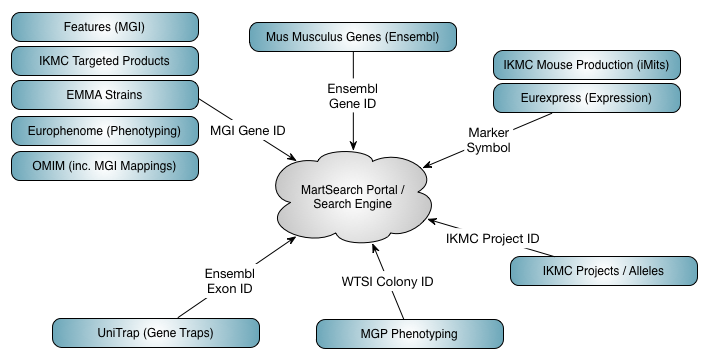 Features (MGI)
IKMC Targeted Products
EMMA Strains
Europhenome (Phenotyping)
OMIM (inc. MGI Mappings)
MGI Gene ID
Mus Musculus Genes (Ensembl)
Ensembl
Gene ID
IKMC Mouse Production (iMits)
Eurexpress (Expression)
Marker
Symbol
MartSearch Portal /
Search Engine
IKMC Project ID
IKMC Projects / Alleles
Ensembl
Exon ID
UniTrap (Gene Traps)
WTSI Colony ID
MGP Phenotyping